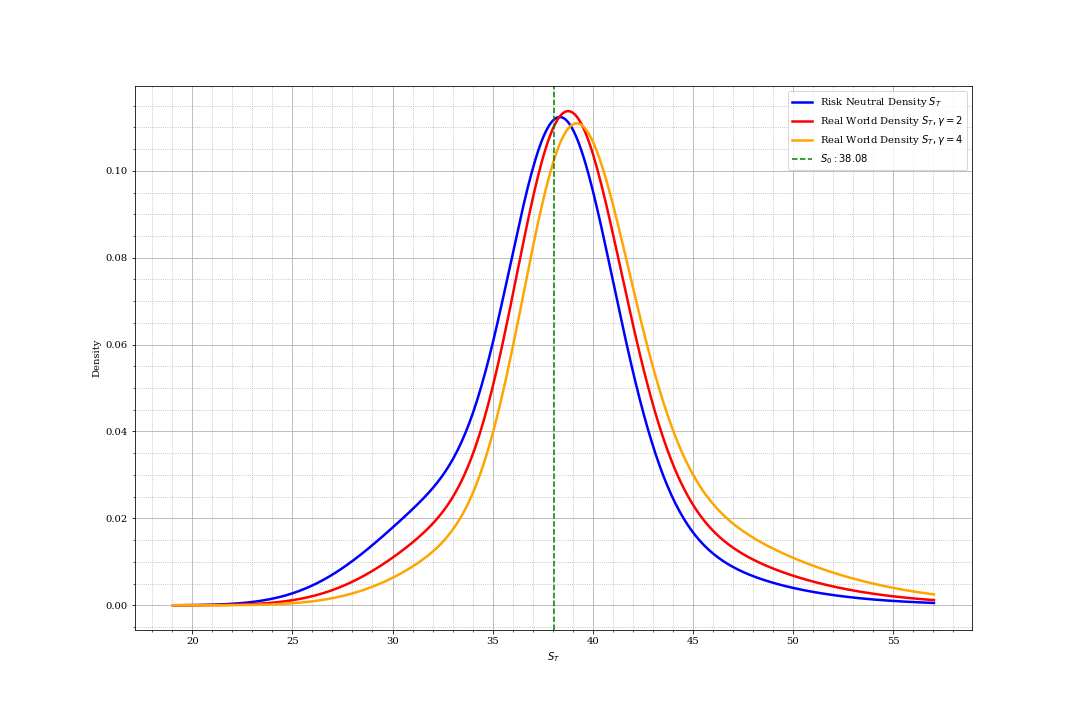 Risk Neutral Density $S_T$
Real World Density $S_T, γ = 2$
Real World Density $S_T, γ = 4$
$S_0 : 38.08$
Density
0.10
0.08
0.06
0.04
0.02
0.00
20 25 30 35 40 45 50 55
$S_T$